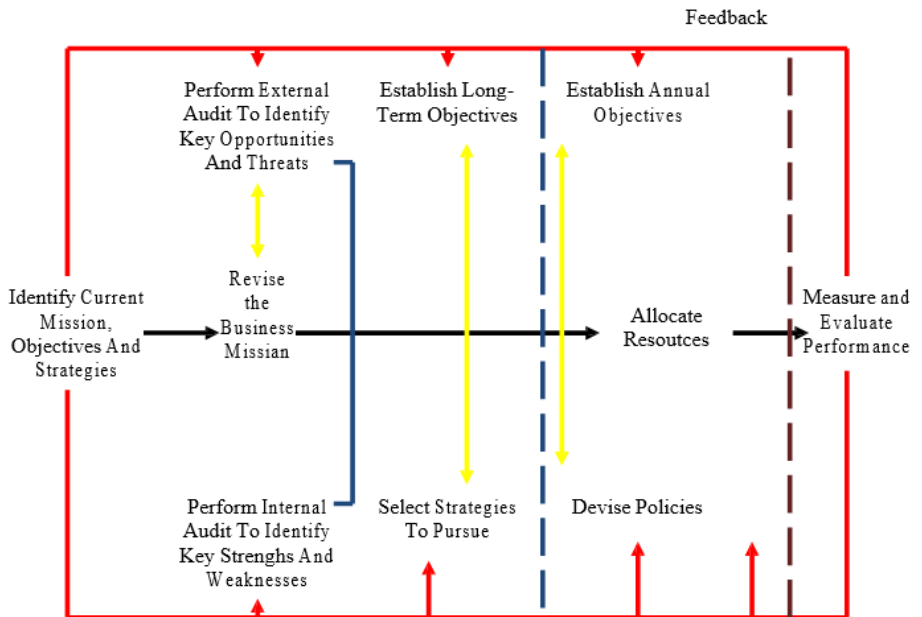 Feedback
Perform External
Audit To Identify
Key Opportunities
And Threats
Establish Long-
Term Objectives
Establish Annual
Objectives
Identify Current
Mission,
Objectives And
Strategies
Revise
the
Business
Missian
Allocate
Resoutces
Measure and
Evaluate
Performance
Perform Internal
Audit To Identify
Key Strenghs And
Weaknesses
Select Strategies
To Pursue
Devise Policies